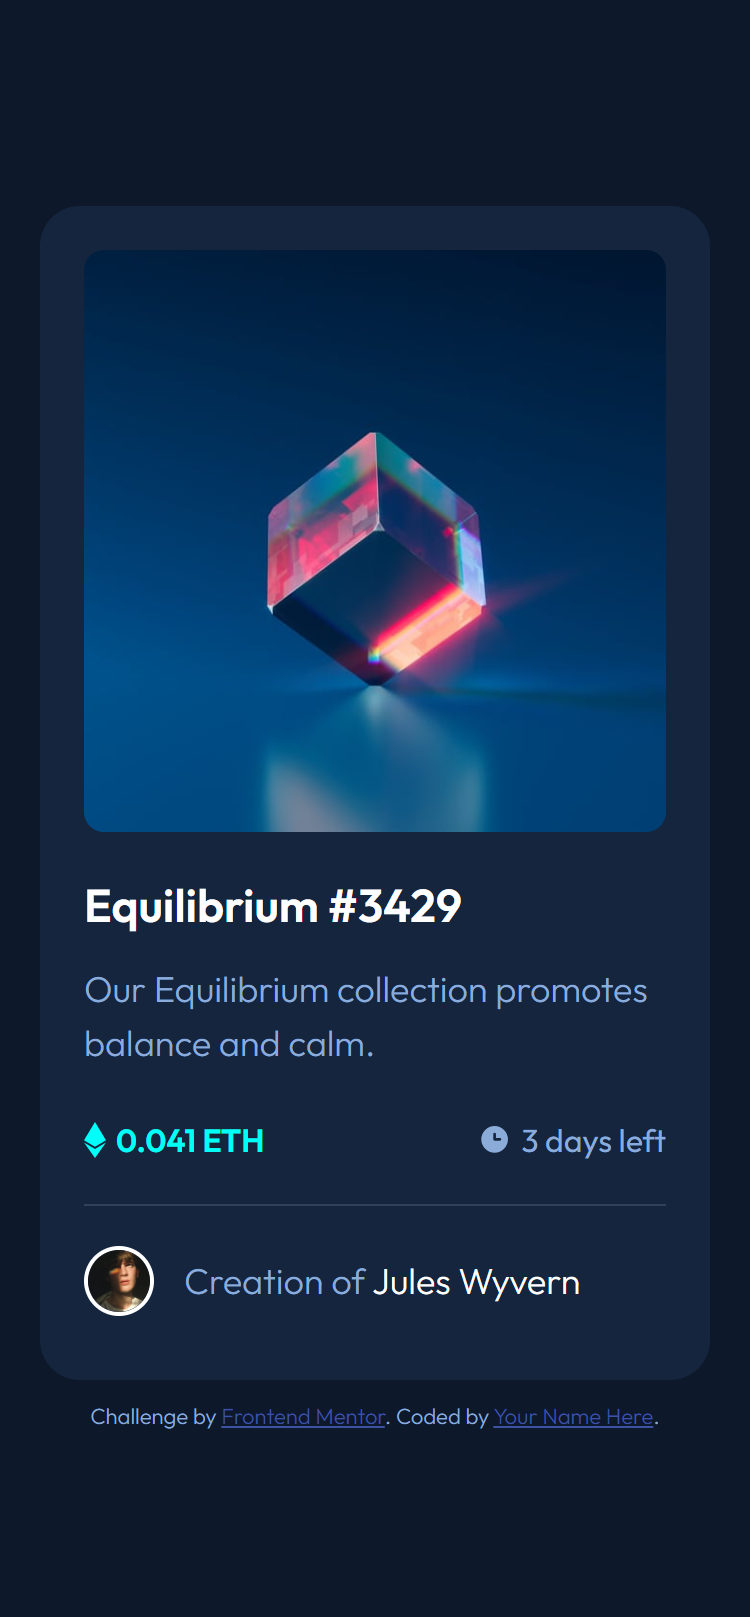 Equilibrium #3429
Our Equilibrium collection promotes
balance and calm.
0.041 ETH
3 days left
Creation of Jules Wyvern
Challenge by Frontend Mentor. Coded by Your Name Here.